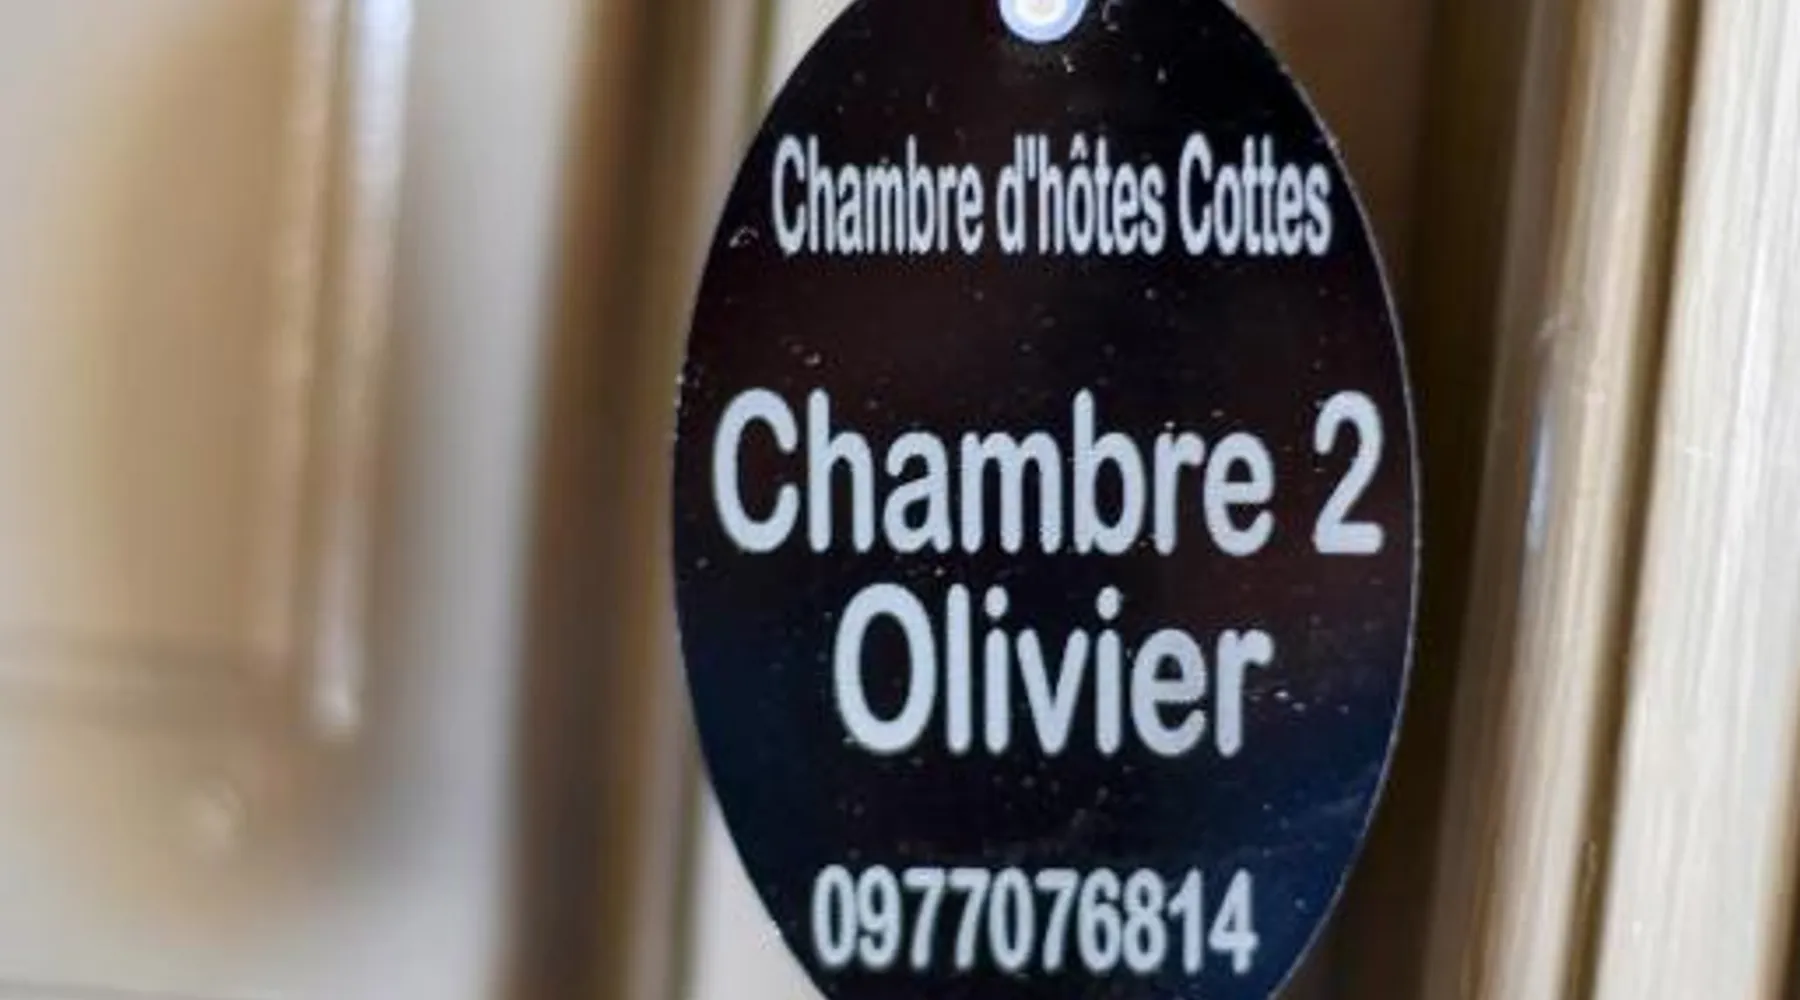 Chambre d'hôtes Cottes
Chambre 2
Olivier
0977076814